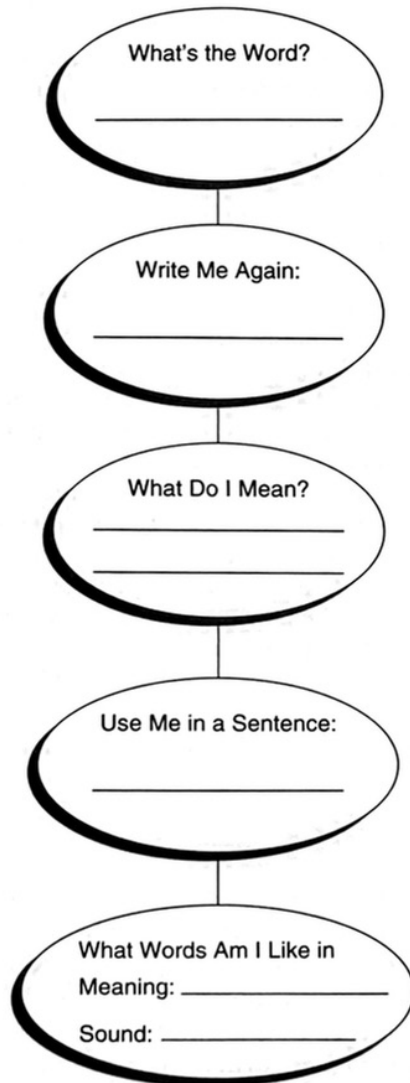 What's the Word?
Write Me Again:
What Do I Mean?
Use Me in a Sentence:
What Words Am I Like in
Meaning:
Sound: